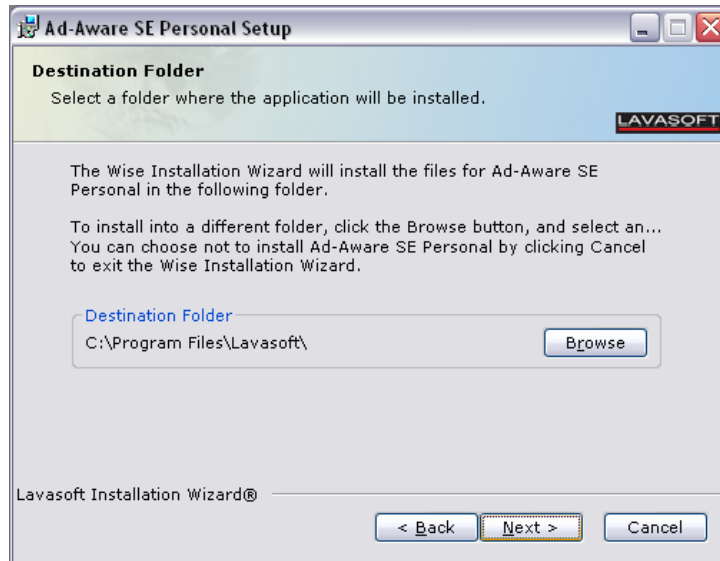 Ad-Aware SE Personal Setup
Destination Folder
Select a folder where the application will be installed.
LAVASOFT
The Wise Installation Wizard will install the files for Ad-Aware SE
Personal in the following folder.
To install into a different folder, click the Browse button, and select an...
You can choose not to install Ad-Aware SE Personal by clicking Cancel
to exit the Wise Installation Wizard.
Destination Folder
C:\Program Files\Lavasoft\
Browse
Lavasoft Installation Wizard®
< Back
Next >
Cancel